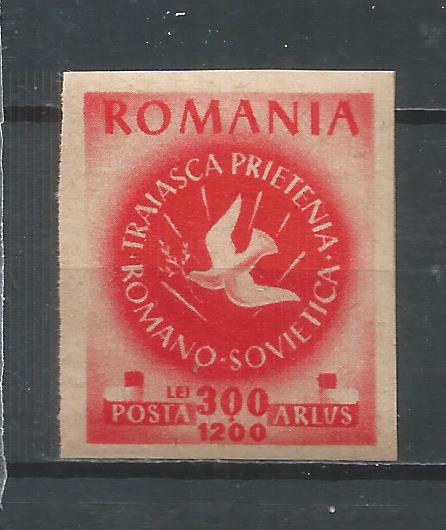 ROMANIA
· TRAIASCA PRIETENIA ·
ROMANO-SOVIETICA
LEI 300
POSTA ARLUS
1200